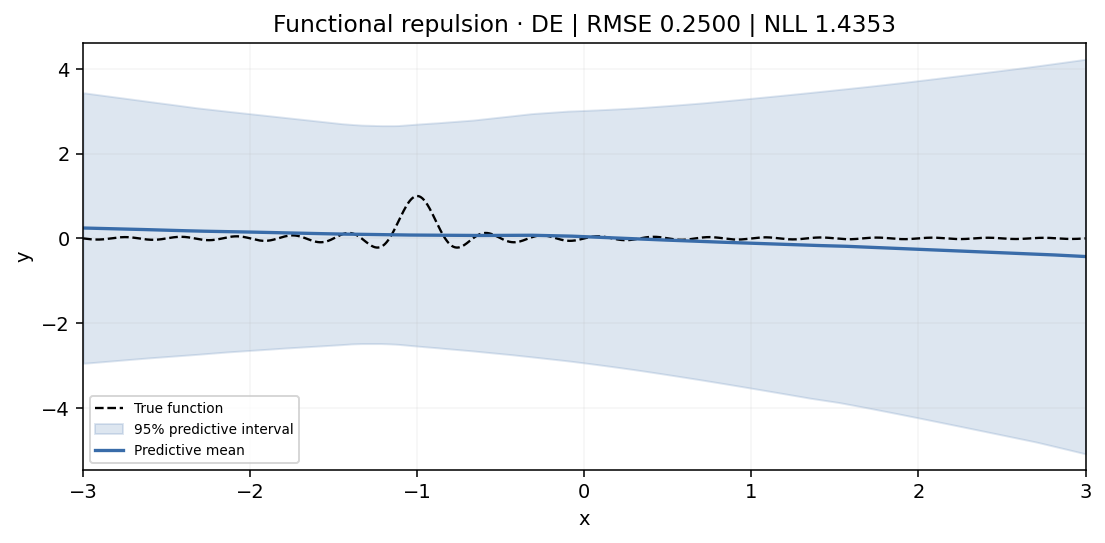 Functional repulsion · DE | RMSE 0.2500 | NLL 1.4353
y
4
2
0
−2
−4
True function
95% predictive interval
Predictive mean
−3
−2
−1
0
1
2
3
x